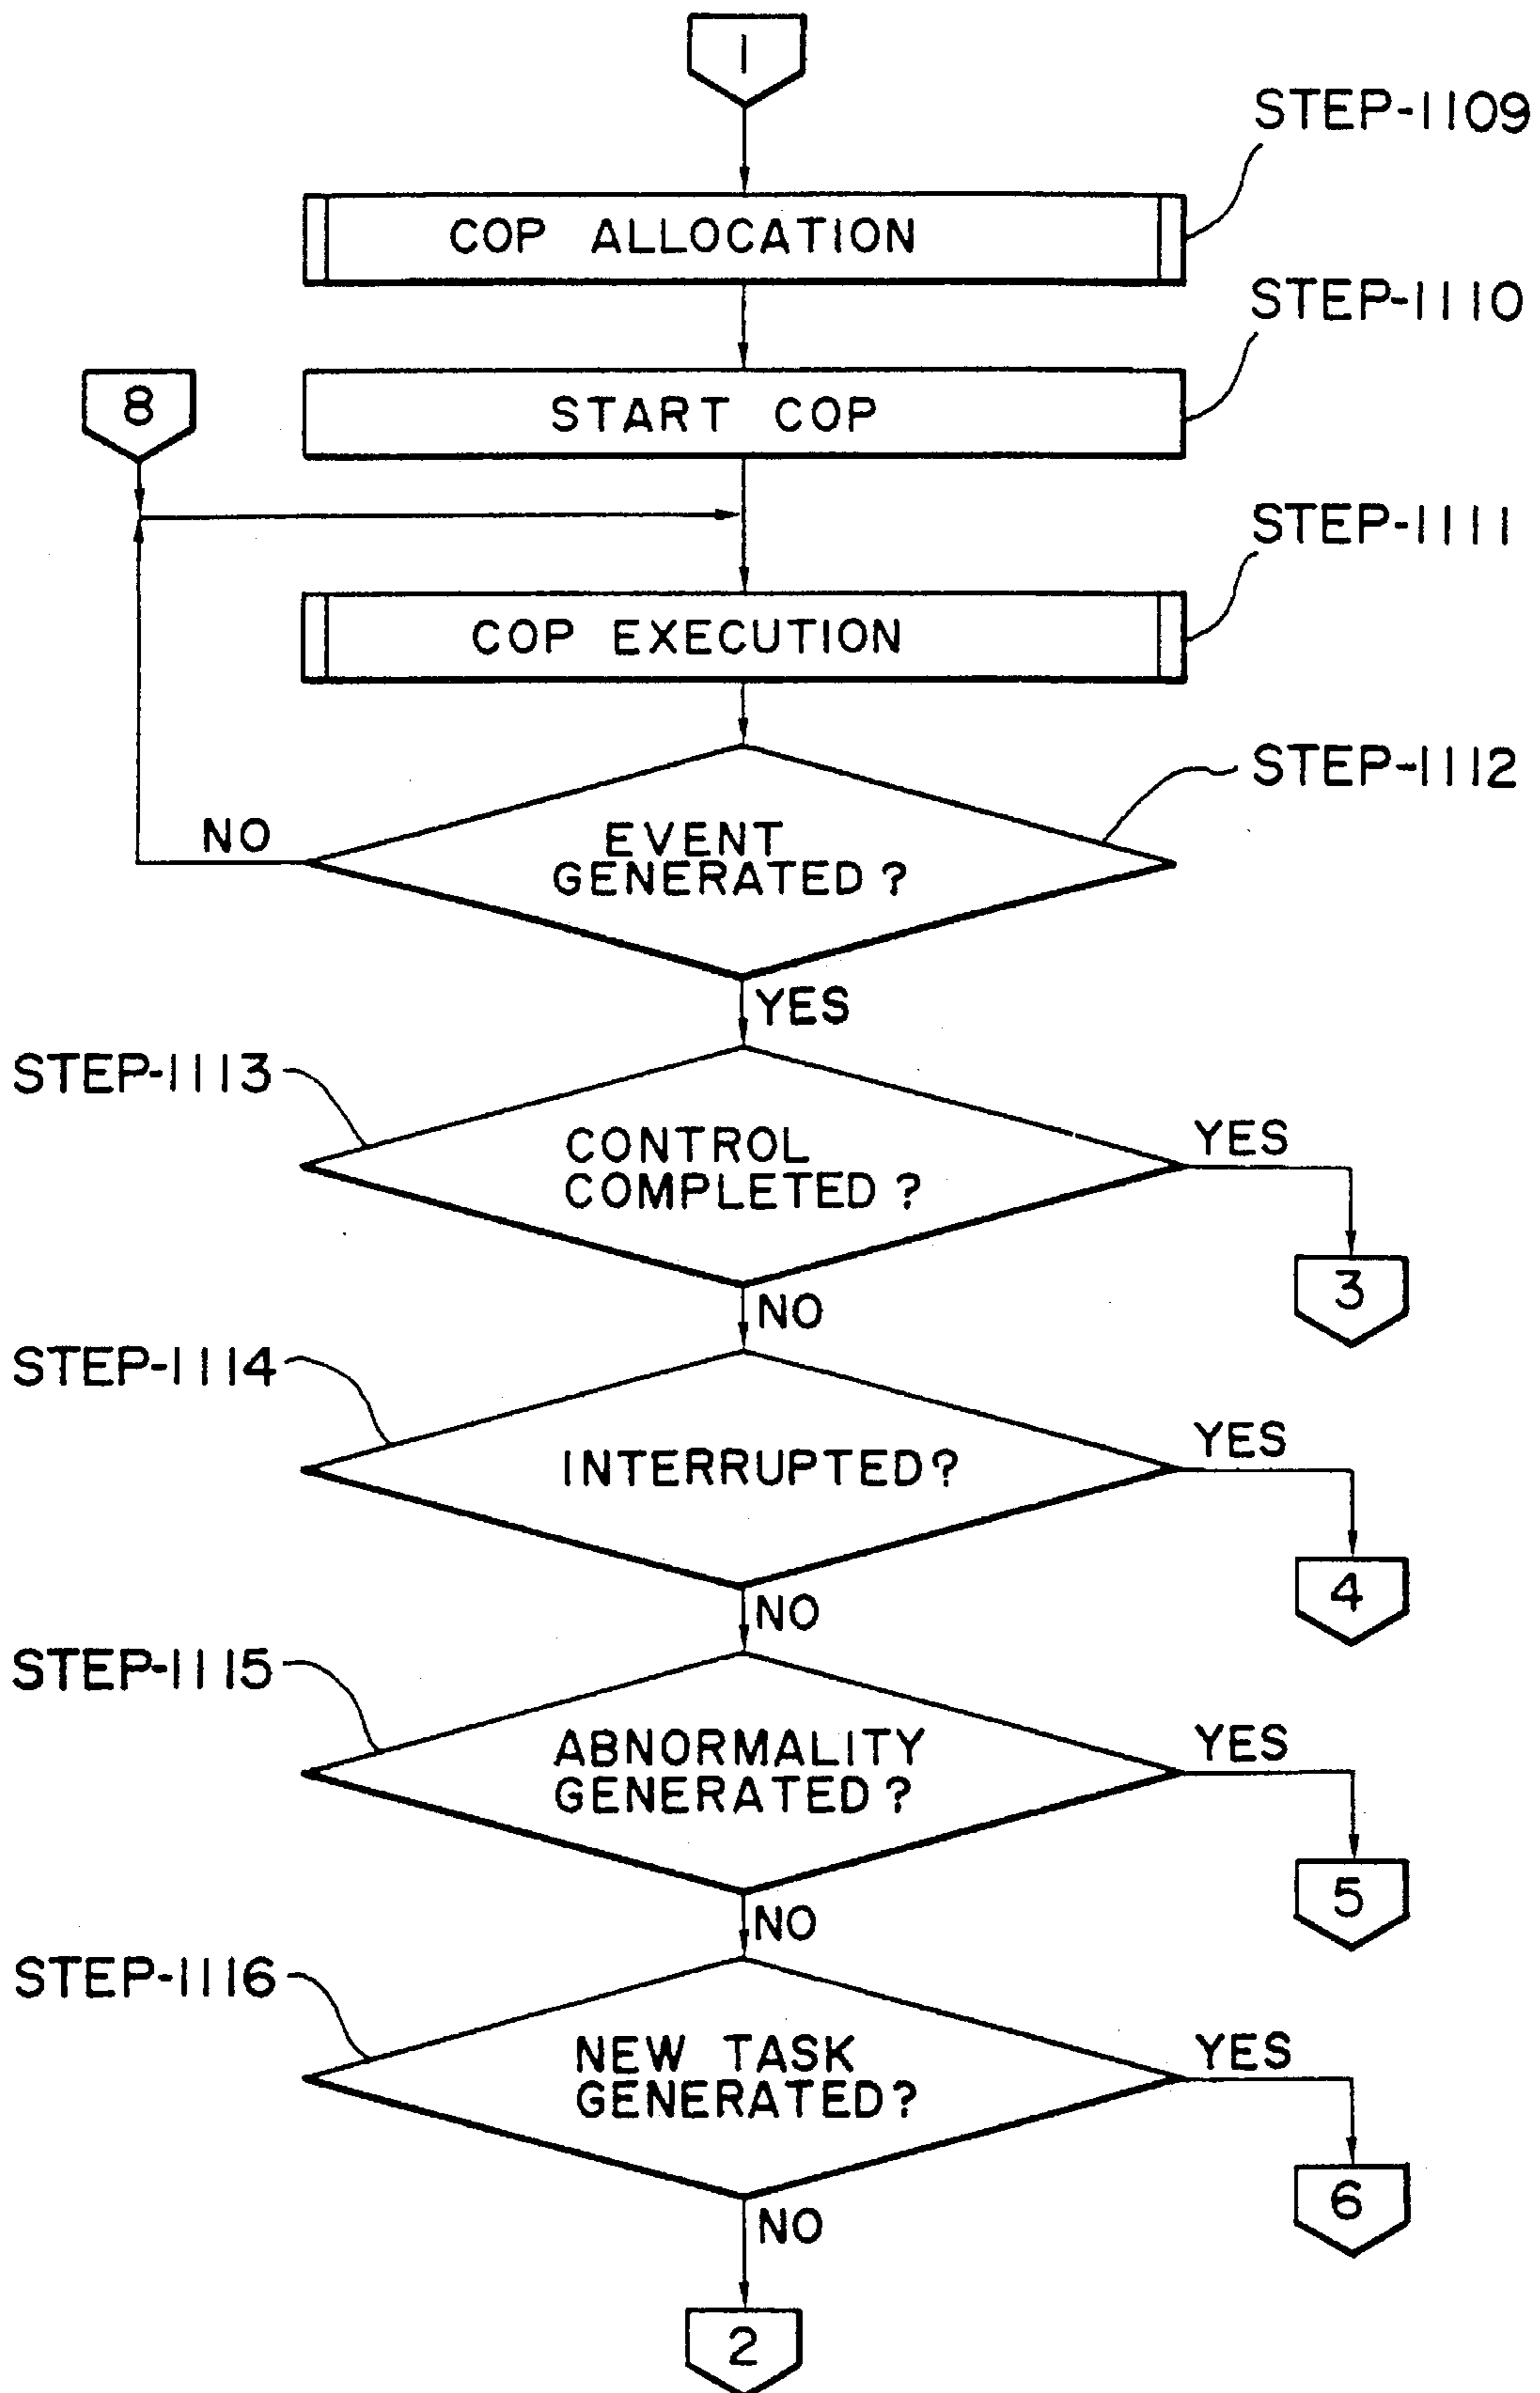 1
STEP-1109
COP ALLOCATION
STEP-1110
8
START COP
STEP-1111
COP EXECUTION
STEP-1112
NO
EVENT
GENERATED?
YES
STEP-1113
CONTROL
COMPLETED?
YES
3
NO
STEP-1114
INTERRUPTED?
YES
4
NO
STEP-1115
ABNORMALITY
GENERATED?
YES
5
NO
STEP-1116
NEW TASK
GENERATED?
YES
6
NO
2